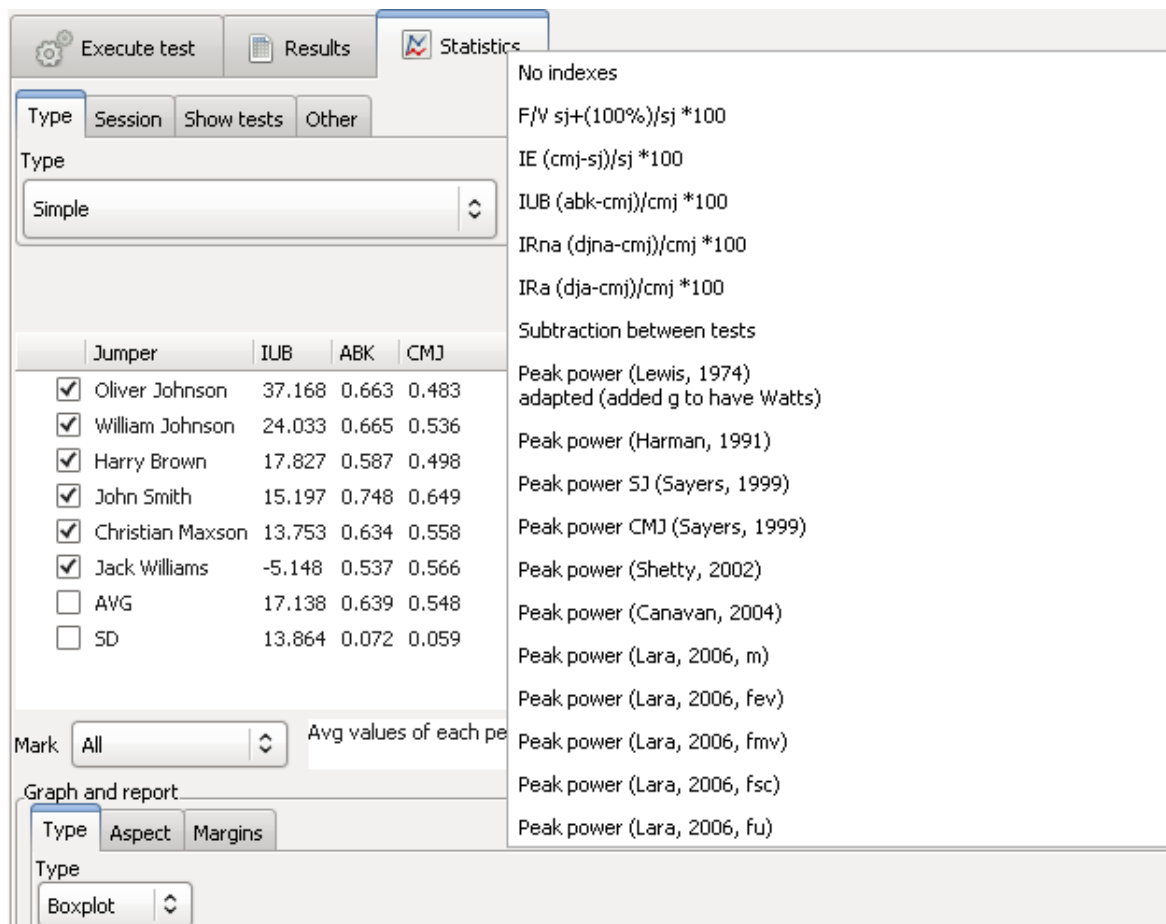 Execute test
Results
Statistics
Type
Session
Show tests
Other
Type
Simple
Jumper IUB ABK CMJ
Oliver Johnson 37.168 0.663 0.483
William Johnson 24.033 0.665 0.536
Harry Brown 17.827 0.587 0.498
John Smith 15.197 0.748 0.649
Christian Maxson 13.753 0.634 0.558
Jack Williams -5.148 0.537 0.566
AVG 17.138 0.639 0.548
SD 13.864 0.072 0.059
Mark All
Avg values of each pe
Graph and report
Type
Aspect
Margins
Type
Boxplot
No indexes
F/V sj+(100%)/sj *100
IE (cmj-sj)/sj *100
IUB (abk-cmj)/cmj *100
IRna (djna-cmj)/cmj *100
IRa (dja-cmj)/cmj *100
Subtraction between tests
Peak power (Lewis, 1974)
adapted (added g to have Watts)
Peak power (Harman, 1991)
Peak power SJ (Sayers, 1999)
Peak power CMJ (Sayers, 1999)
Peak power (Shetty, 2002)
Peak power (Canavan, 2004)
Peak power (Lara, 2006, m)
Peak power (Lara, 2006, fev)
Peak power (Lara, 2006, fmv)
Peak power (Lara, 2006, fsc)
Peak power (Lara, 2006, fu)